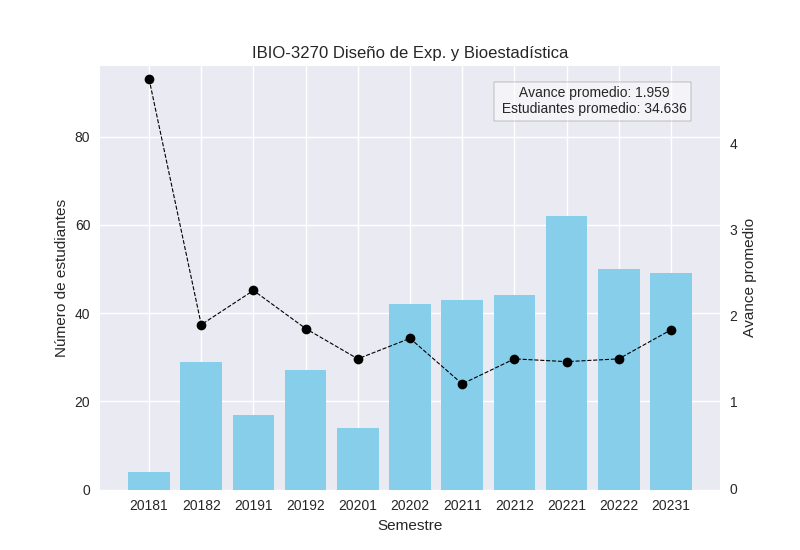 IBIO-3270 Diseño de Exp. y Bioestadística
Avance promedio: 1.959
Estudiantes promedio: 34.636
Número de estudiantes
80
60
40
20
0
Avance promedio
4
3
2
1
0
20181 20182 20191 20192 20201 20202 20211 20212 20221 20222 20231
Semestre